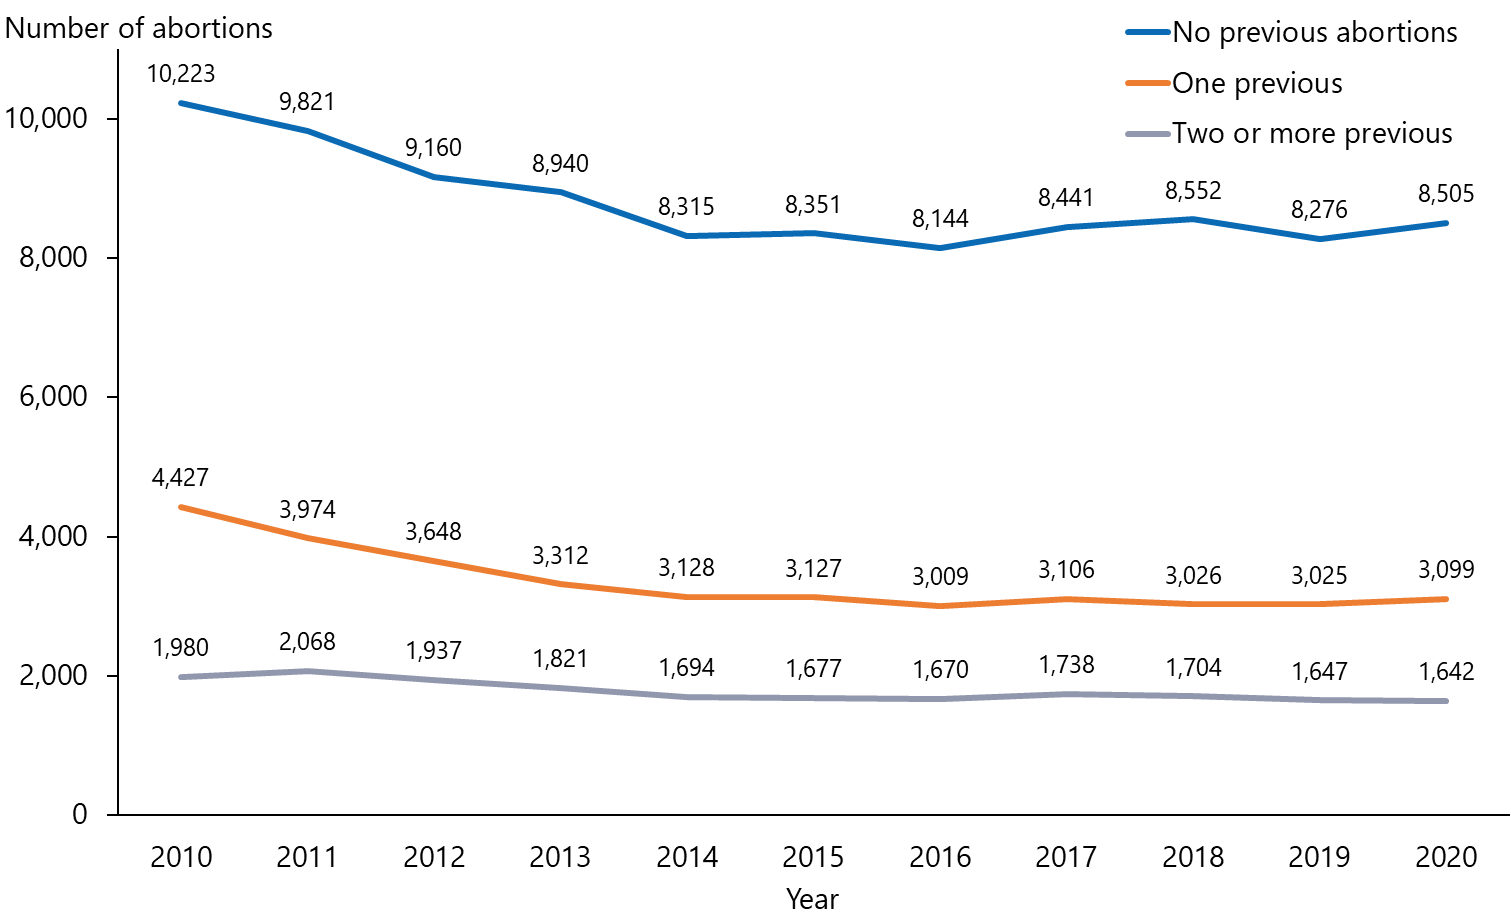 Number of abortions
No previous abortions
One previous
Two or more previous
10,223 9,821 9,160 8,940 8,315 8,351 8,144 8,441 8,552 8,276 8,505
4,427 3,974 3,648 3,312 3,128 3,127 3,009 3,106 3,026 3,025 3,099
1,980 2,068 1,937 1,821 1,694 1,677 1,670 1,738 1,704 1,647 1,642
10,000
8,000
6,000
4,000
2,000
0
2010 2011 2012 2013 2014 2015 2016 2017 2018 2019 2020
Year